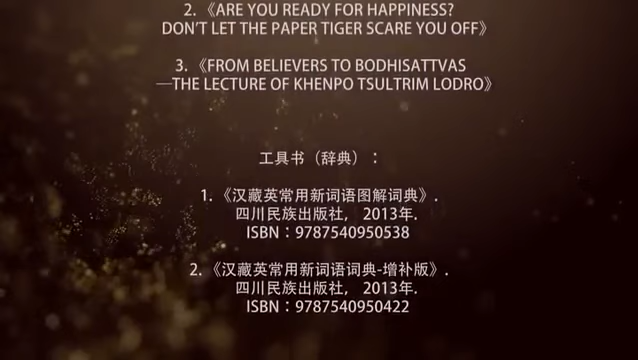 2. 《ARE YOU READY FOR HAPPINESS?
DON'T LET THE PAPER TIGER SCARE YOU OFF》
3. 《FROM BELIEVERS TO BODHISATTVAS
—THE LECTURE OF KHENPO TSULTRIM LODRO》
工具书（辞典）：
1. 《汉藏英常用新词语图解词典》.
四川民族出版社， 2013年.
ISBN：9787540950538
2. 《汉藏英常用新词语词典-增补版》.
四川民族出版社， 2013年.
ISBN：9787540950422